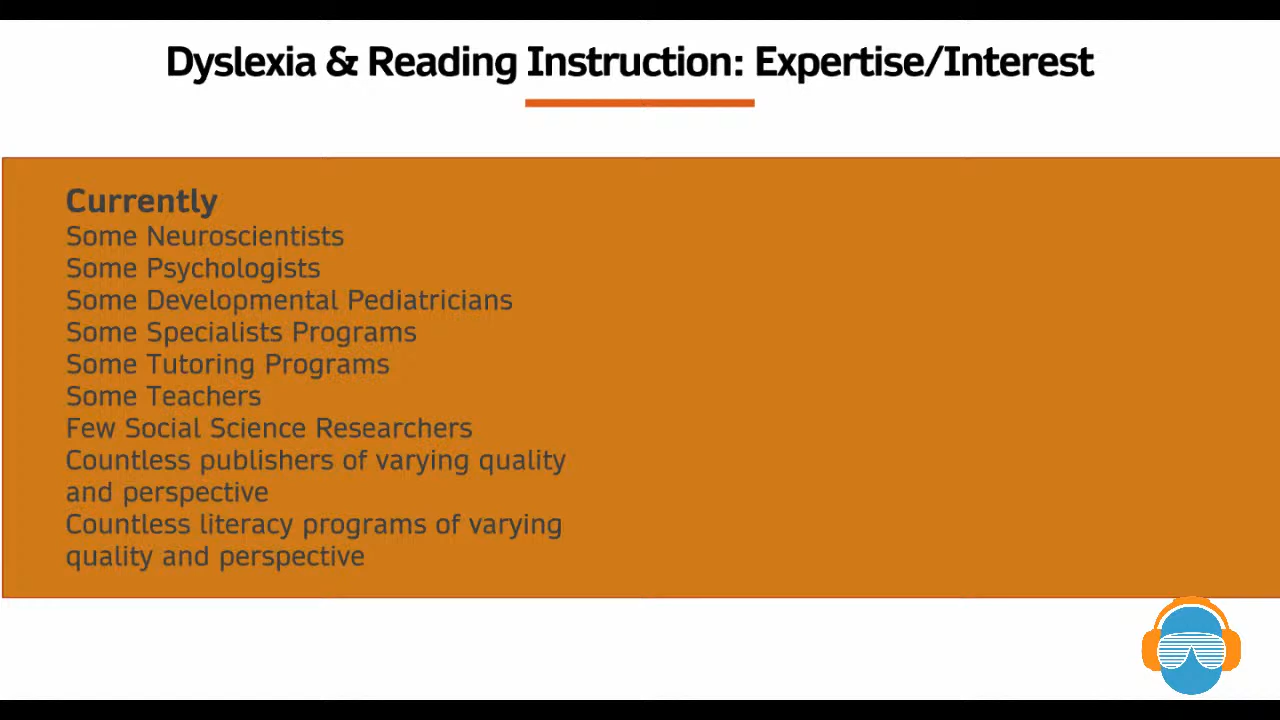 Dyslexia & Reading Instruction: Expertise/Interest
Currently
Some Neuroscientists
Some Psychologists
Some Developmental Pediatricians
Some Specialists Programs
Some Tutoring Programs
Some Teachers
Few Social Science Researchers
Countless publishers of varying quality
and perspective
Countless literacy programs of varying
quality and perspective